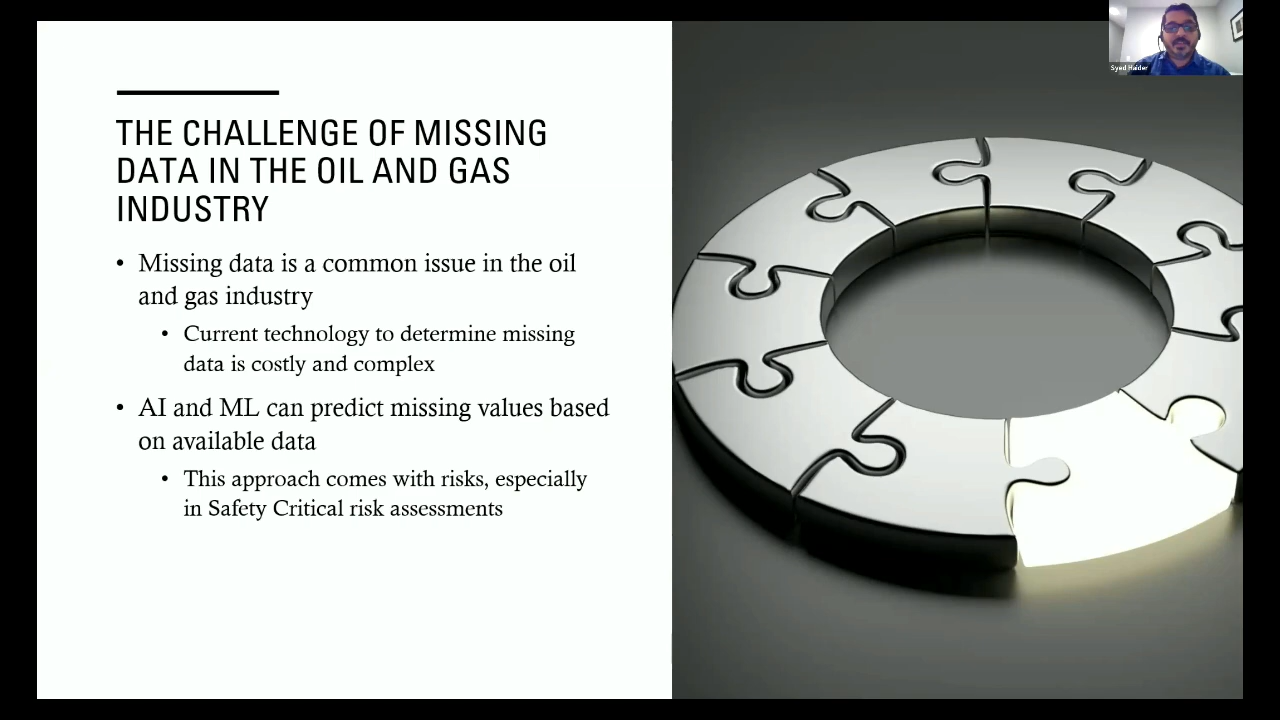 Syed Haider
THE CHALLENGE OF MISSING
DATA IN THE OIL AND GAS
INDUSTRY
• Missing data is a common issue in the oil
and gas industry
• Current technology to determine missing
data is costly and complex
• AI and ML can predict missing values based
on available data
• This approach comes with risks, especially
in Safety Critical risk assessments